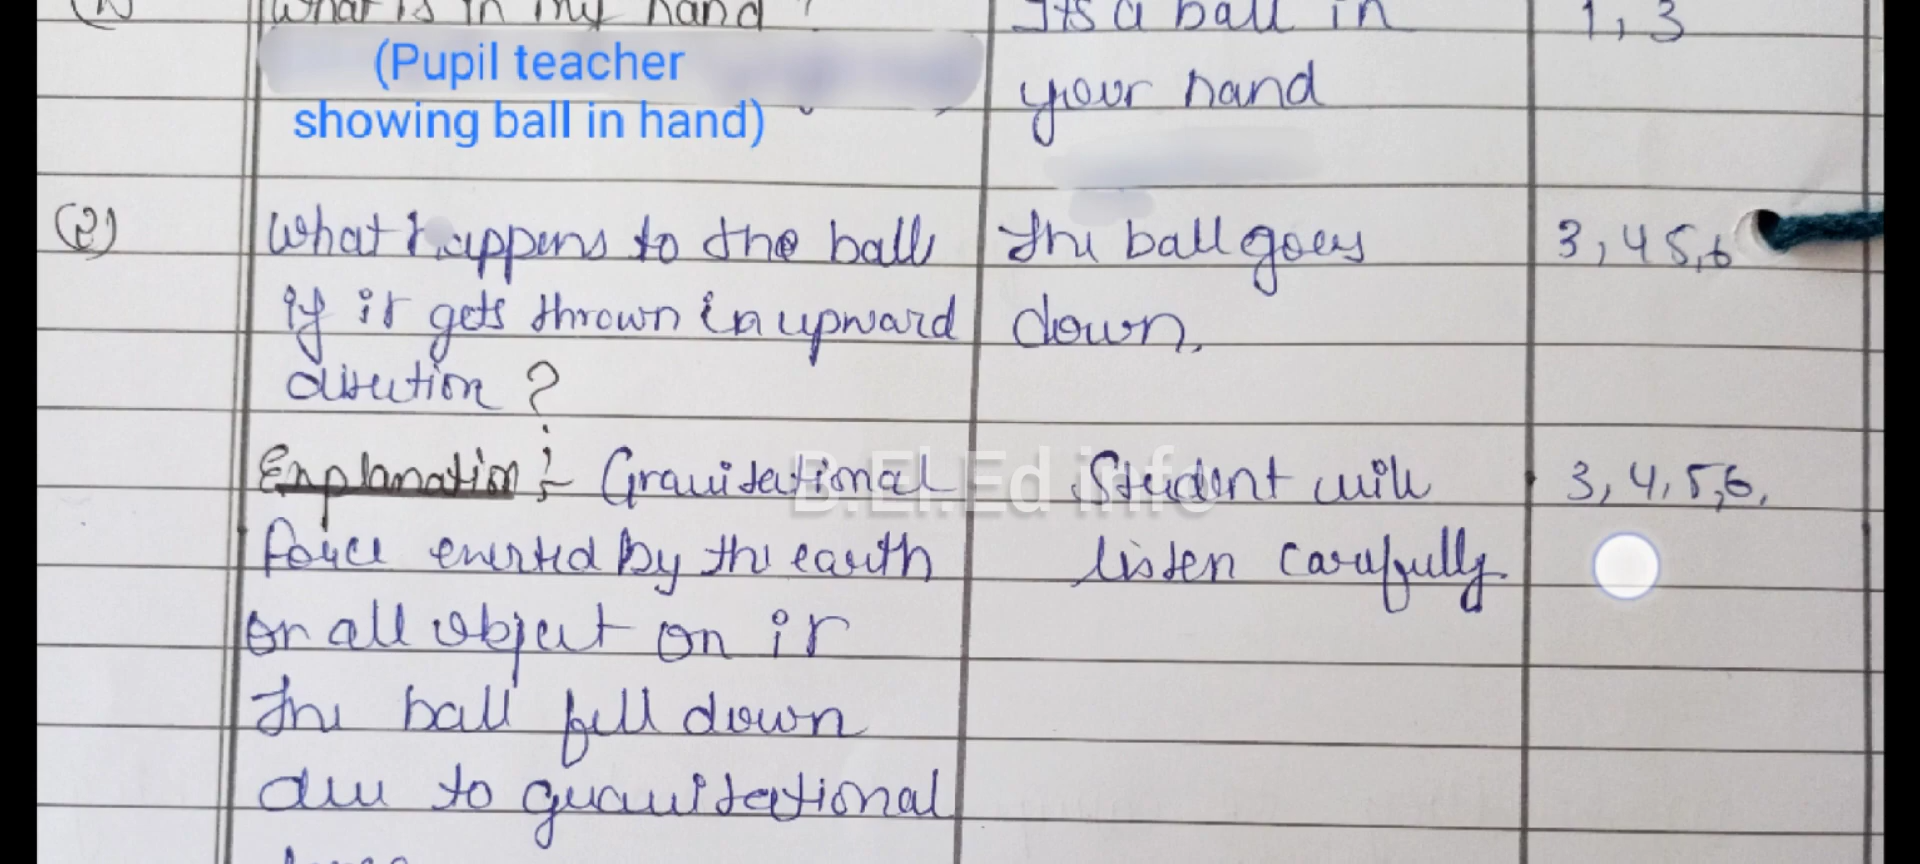 What is in my hand ?
Its a ball in
1, 3
(Pupil teacher
showing ball in hand)
your hand
(2)
What happens to the ball
if it gets thrown in upward
direction ?
The ball goes
down.
3, 4 5, 6
Explanation :- Gravitational
force exerted by the earth
on all object on it
The ball fell down
due to gravitational
Student will
listen carefully.
3, 4, 5, 6,
B.El.Ed info